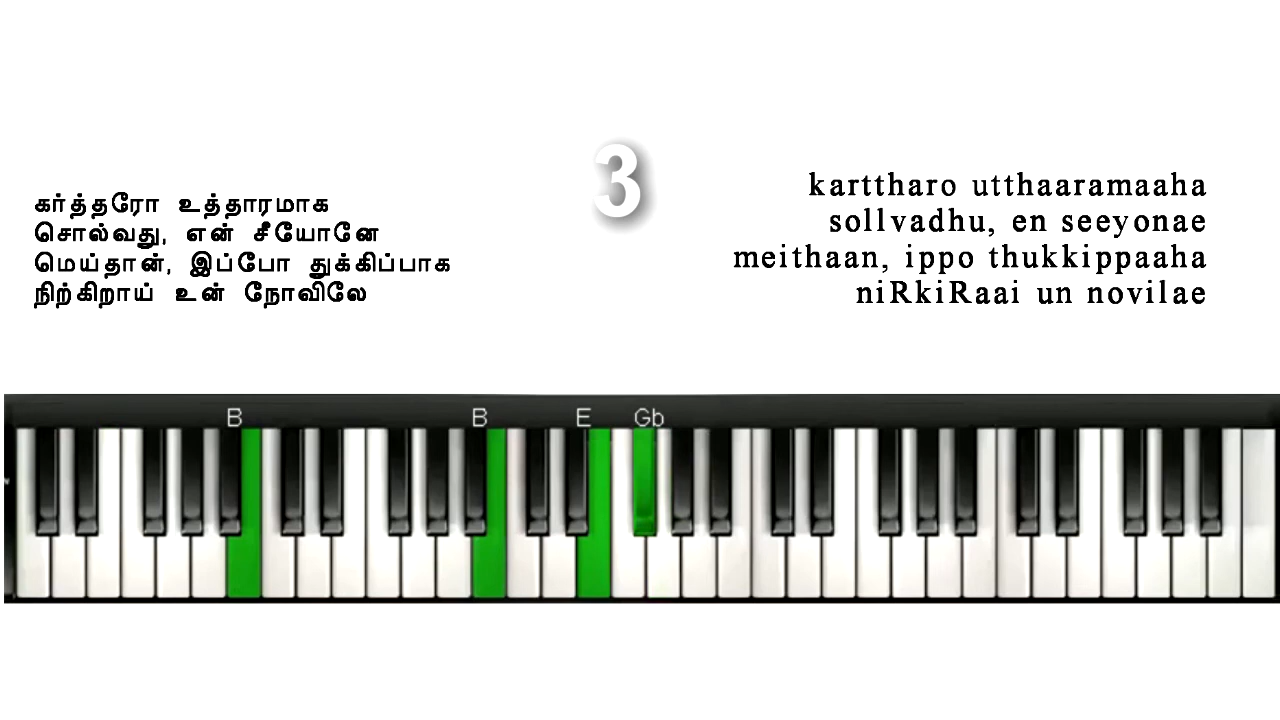 3
கர்த்தரோ உத்தாரமாக
சொல்வது, என் சீயோனே
மெய்தான், இப்போ துக்கிப்பாக
நிற்கிறாய் உன் நோவிலே
karttharo utthaaramaaha
sollvadhu, en seeyonae
meithaan, ippo thukkippaaha
niRkiRaai un novilae
B B E Gb